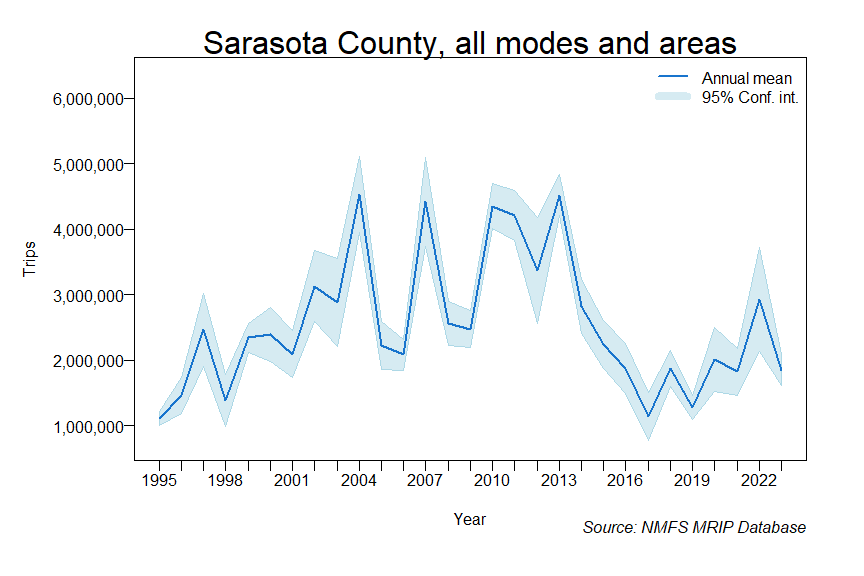 Sarasota County, all modes and areas
Annual mean
95% Conf. int.
6,000,000
5,000,000
4,000,000
3,000,000
2,000,000
1,000,000
Trips
1995 1998 2001 2004 2007 2010 2013 2016 2019 2022
Year
Source: NMFS MRIP Database